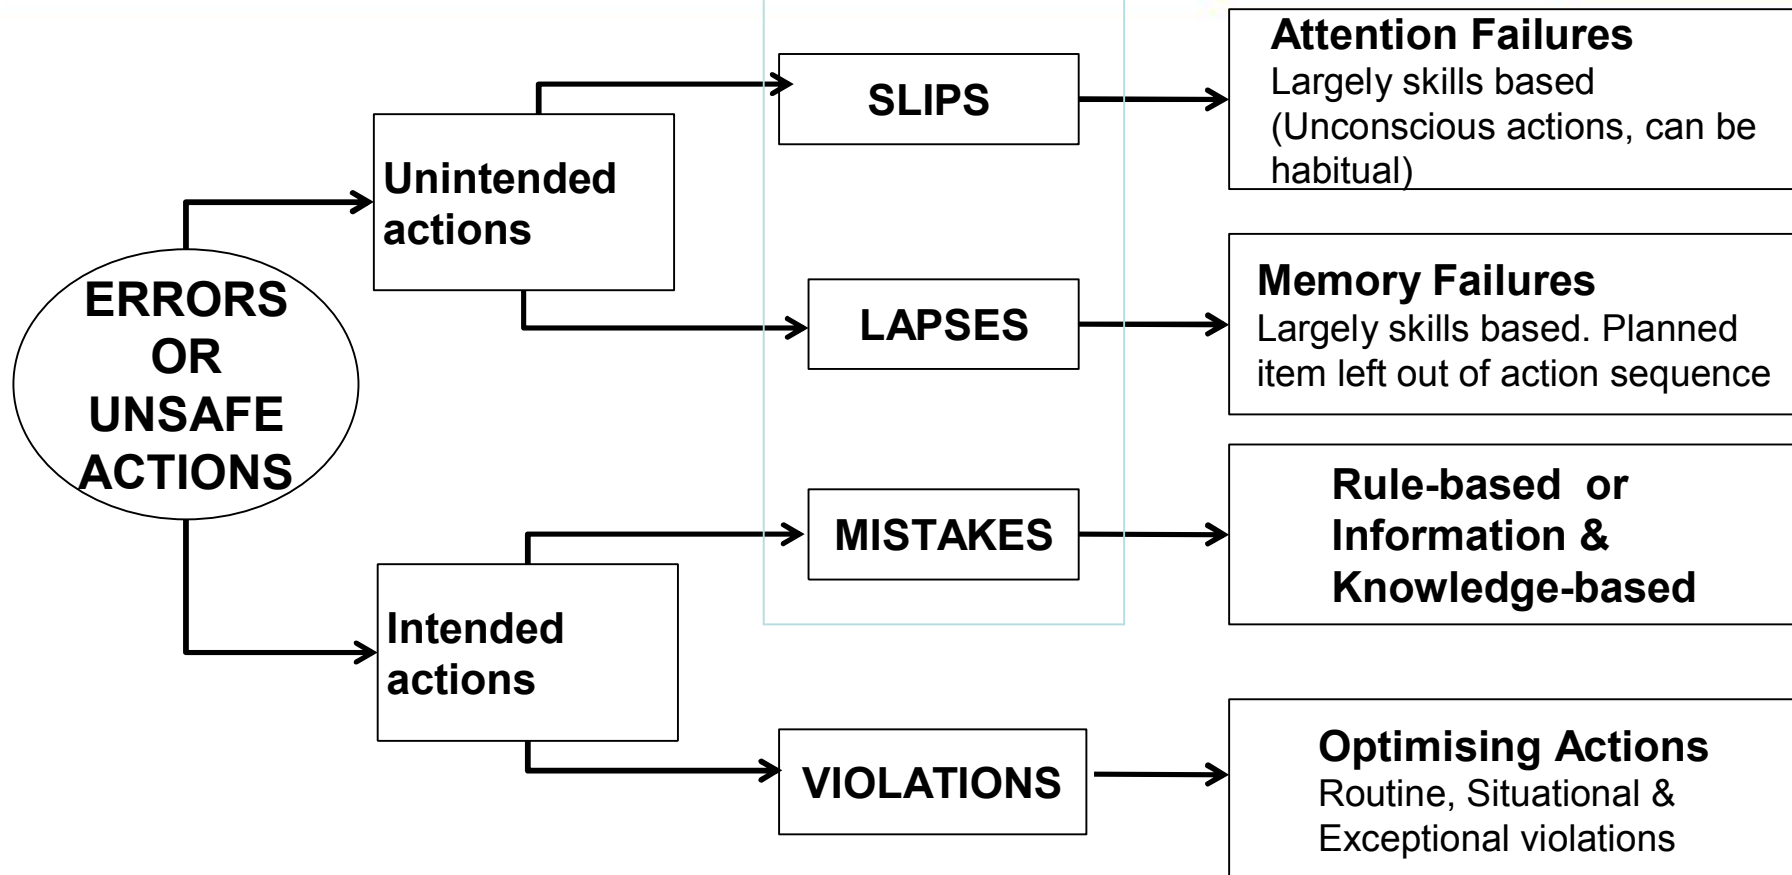 ERRORS
OR
UNSAFE
ACTIONS
Unintended
actions
Intended
actions
SLIPS
LAPSES
MISTAKES
VIOLATIONS
Attention Failures
Largely skills based
(Unconscious actions, can be
habitual)
Memory Failures
Largely skills based. Planned
item left out of action sequence
Rule-based or
Information &
Knowledge-based
Optimising Actions
Routine, Situational &
Exceptional violations